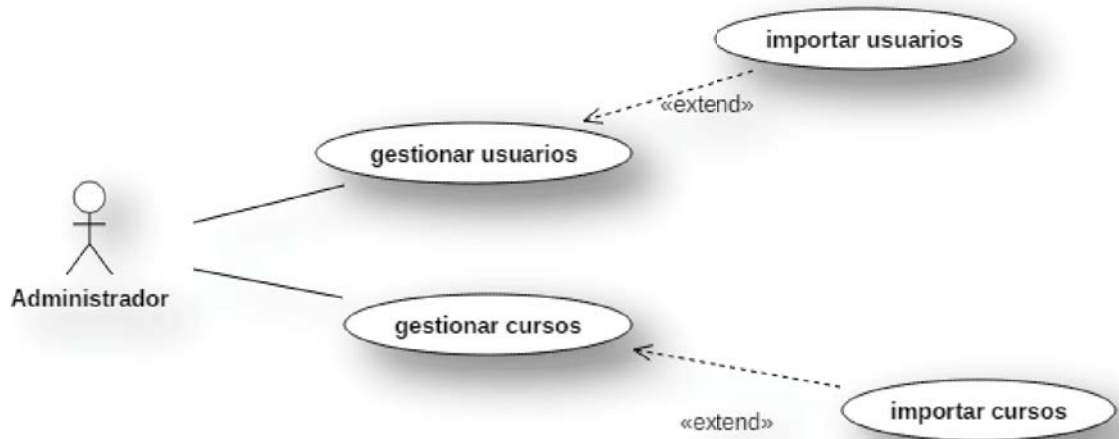 importar usuarios
«extend»
gestionar usuarios
Administrador
gestionar cursos
importar cursos
«extend»